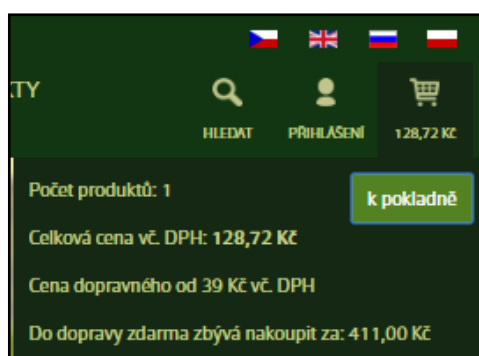 :TY
HLEDAT PŘIHLÁŠENÍ 128,72 Kč
Počet produktů: 1
k pokladně
Celková cena vč. DPH: 128,72 Kč
Cena dopravného od 39 Kč vč. DPH
Do dopravy zdarma zbývá nakoupit za: 411,00 Kč